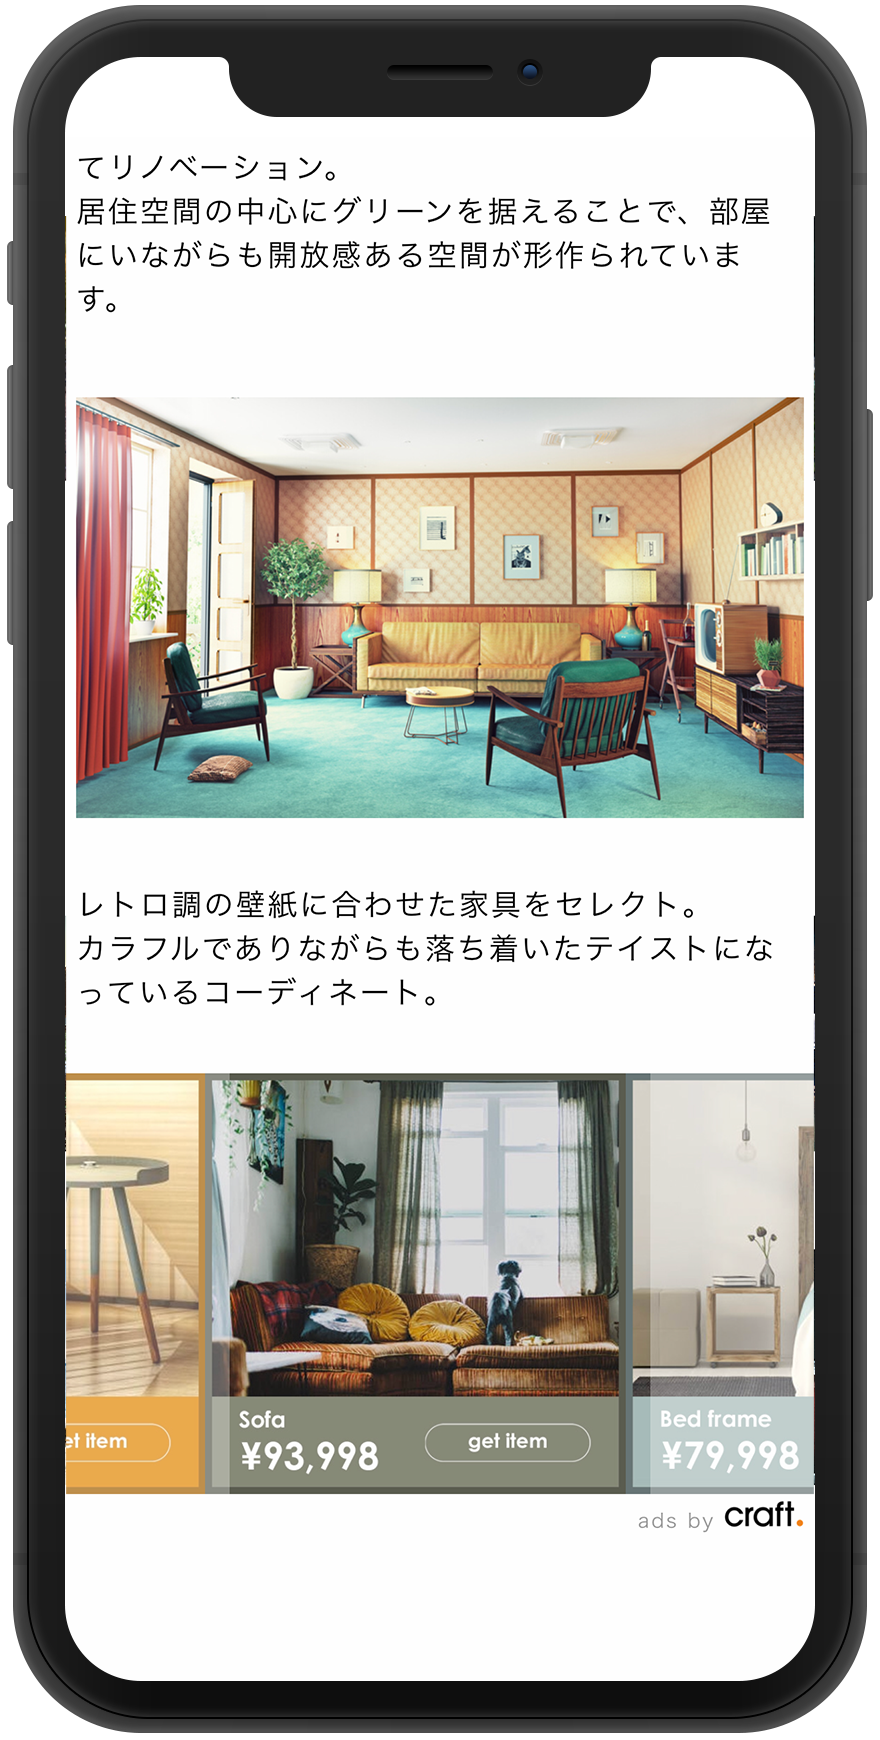 てリノベーション。
居住空間の中心にグリーンを据えることで、部屋
にいながらも開放感ある空間が形作られていま
す。
レトロ調の壁紙に合わせた家具をセレクト。
カラフルでありながらも落ち着いたテイストにな
っているコーディネート。
et item
Sofa
¥93,998
get item
Bed frame
¥79,998
ads by craft.